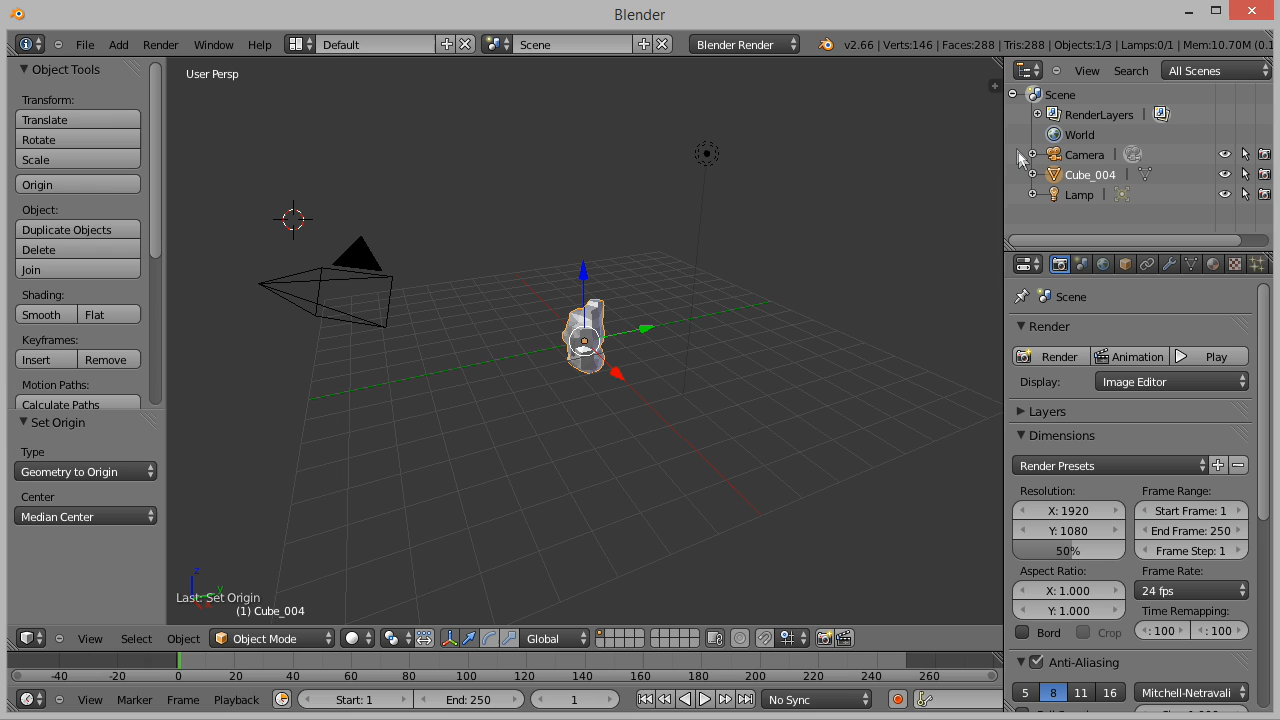 Blender
File Add Render Window Help Default Scene Blender Render v2.66 | Verts:146 | Faces:288 | Tris:288 | Objects:1/3 | Lamps:0/1 | Mem:10.70M (0.1
Object Tools
Transform:
Translate
Rotate
Scale
Origin
Object:
Duplicate Objects
Delete
Join
Shading:
Smooth Flat
Keyframes:
Insert Remove
Motion Paths:
Calculate Paths
Set Origin
Type
Geometry to Origin
Center
Median Center
User Persp
z
y
Last: Set Origin
(1) Cube_004
View Select Object Object Mode Global
-40 -20 0 20 40 60 80 100 120 140 160 180 200 220 240 260
View Marker Frame Playback Start: 1 End: 250 1 No Sync
View Search All Scenes
Scene
RenderLayers |
World
Camera |
Cube_004 |
Lamp |
Scene
Render
Render Animation Play
Display: Image Editor
Layers
Dimensions
Render Presets
Resolution: Frame Range:
X: 1920 Start Frame: 1
Y: 1080 End Frame: 250
50% Frame Step: 1
Aspect Ratio: Frame Rate:
X: 1.000 24 fps
Y: 1.000 Time Remapping:
Bord Crop : 100 : 100
Anti-Aliasing
5 8 11 16 Mitchell-Netravali